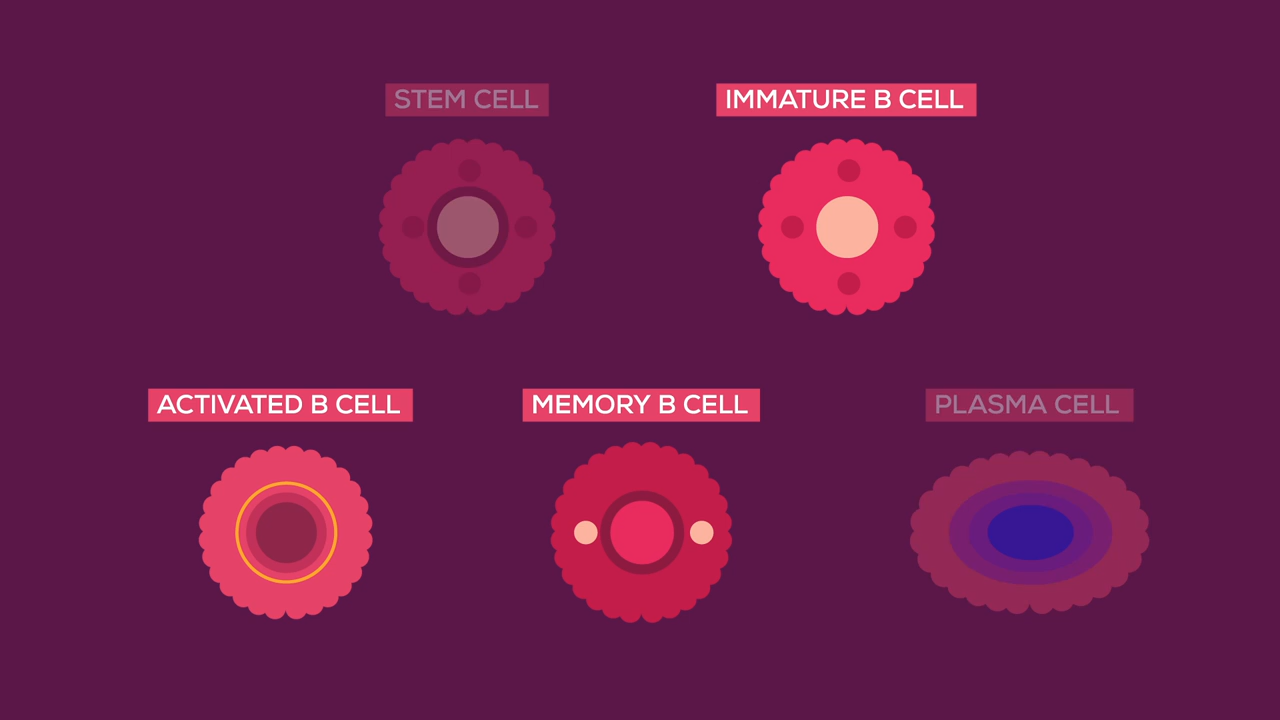 STEM CELL
IMMATURE B CELL
ACTIVATED B CELL
MEMORY B CELL
PLASMA CELL